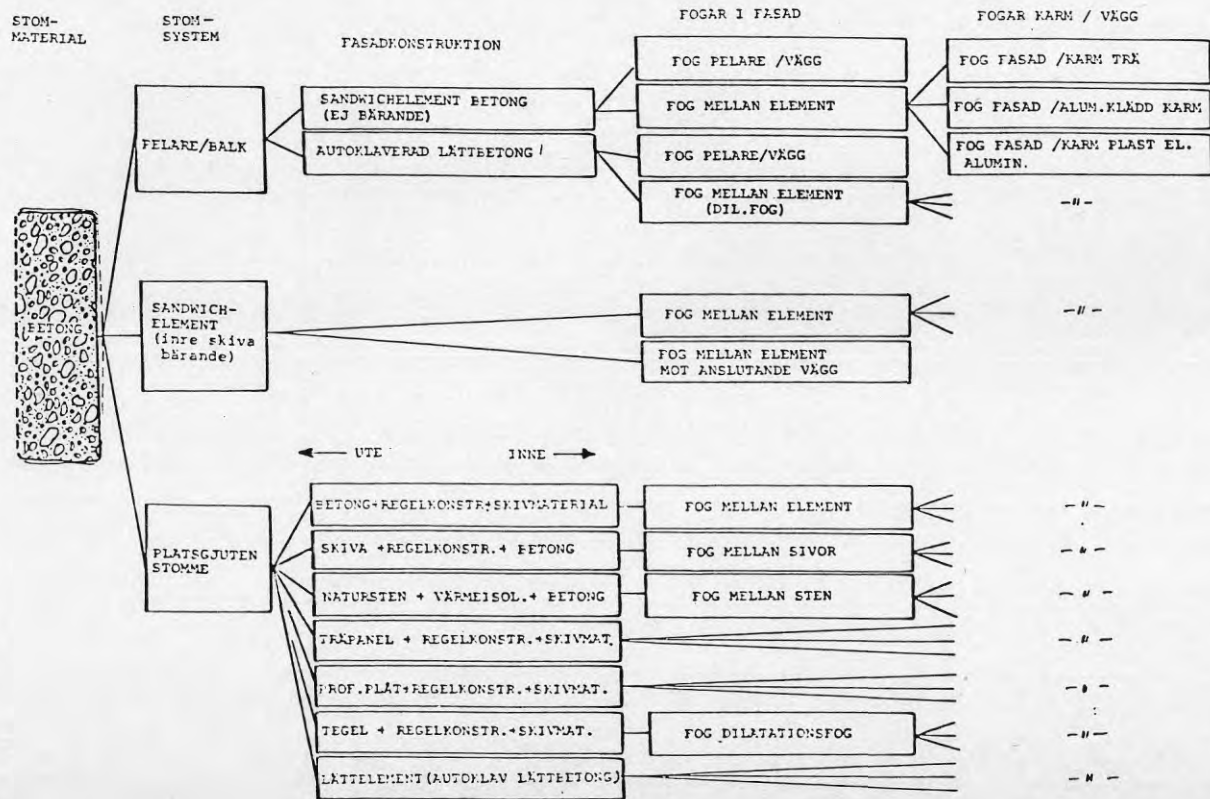 STOM-
MATERIAL
STOM-
SYSTEM
FASADKONSTRUKTION
FOGAR I FASAD
FOGAR KARM / VÄGG
BETONG
PELARE/BALK
SANDWICHELEMENT BETONG
(EJ BÄRANDE)
AUTOKLAVERAD LÄTTBETONG
FOG PELARE /VÄGG
FOG MELLAN ELEMENT
FOG PELARE/VÄGG
FOG MELLAN ELEMENT
(DIL.FOG)
FOG FASAD /KARM TRÄ
FOG FASAD /ALUM.KLÄDD KARM
FOG FASAD /KARM PLAST EL.
ALUMIN.
-"-
SANDWICH-
ELEMENT
(inre skiva
bärande)
FOG MELLAN ELEMENT
-"-
FOG MELLAN ELEMENT
MOT ANSLUTANDE VÄGG
UTE
INNE
PLATSGJUTEN
STOMME
BETONG+REGELKONSTR+SKIVMATERIAL
FOG MELLAN ELEMENT
-"-
SKIVA +REGELKONSTR.+ BETONG
FOG MELLAN SIVOR
-"-
NATURSTEN + VÄRMEISOL.+ BETONG
FOG MELLAN STEN
-"-
TRÄPANEL + REGELKONSTR.+SKIVMAT.
-"-
PROF.PLÅT+REGELKONSTR.+SKIVMAT.
-"-
TEGEL + REGELKONSTR.+SKIVMAT.
FOG DILATATIONSFOG
-"-
LÄTTELEMENT(AUTOKLAV LÄTTBETONG)
-"-